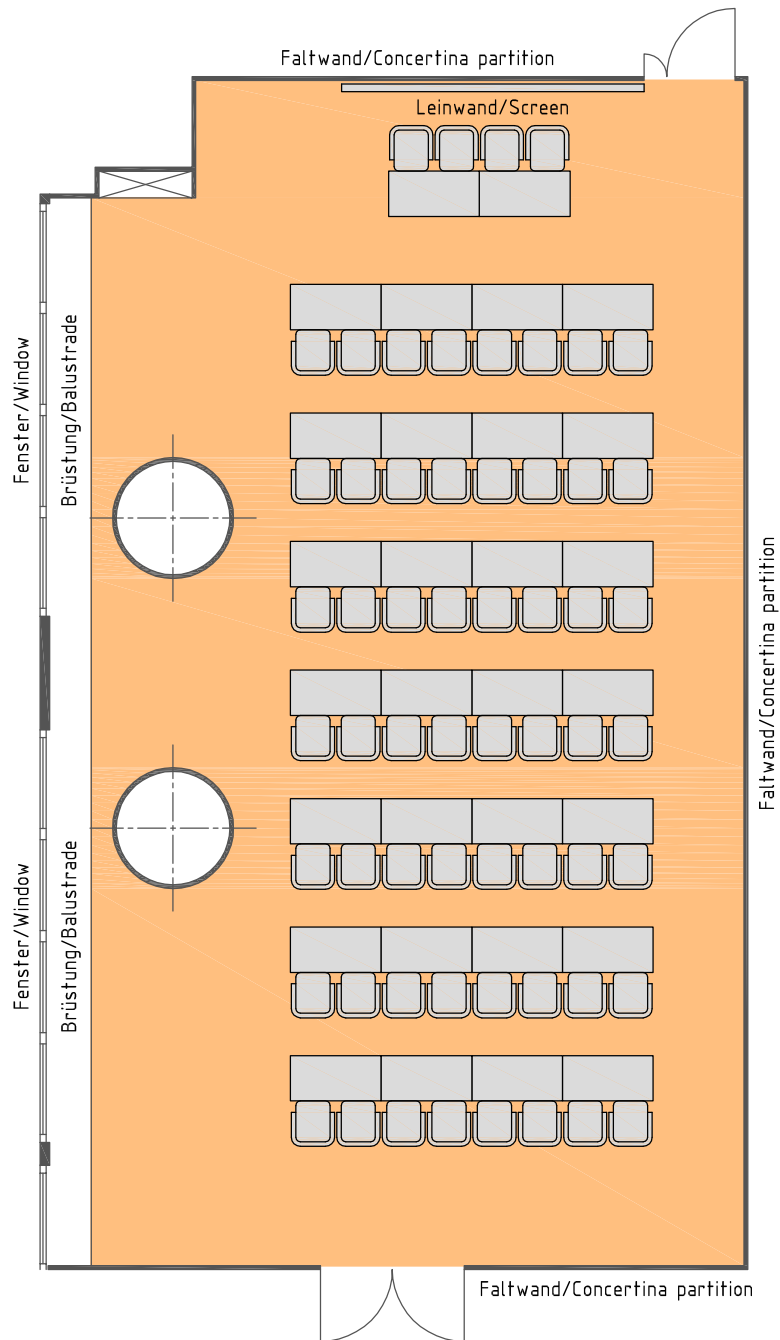 Faltwand/Concertina partition
Leinwand/Screen
Fenster/Window
Brüstung/Balustrade
Faltwand/Concertina partition
Fenster/Window
Brüstung/Balustrade
Faltwand/Concertina partition